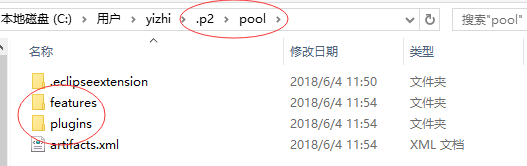 本地磁盘 (C:) > 用户 > yizhi > .p2 > pool > 搜索"pool"
名称 修改日期 类型
.eclipseextension 2018/6/4 11:50 文件夹
features 2018/6/4 11:54 文件夹
plugins 2018/6/4 11:54 文件夹
artifacts.xml 2018/6/4 11:54 XML 文档